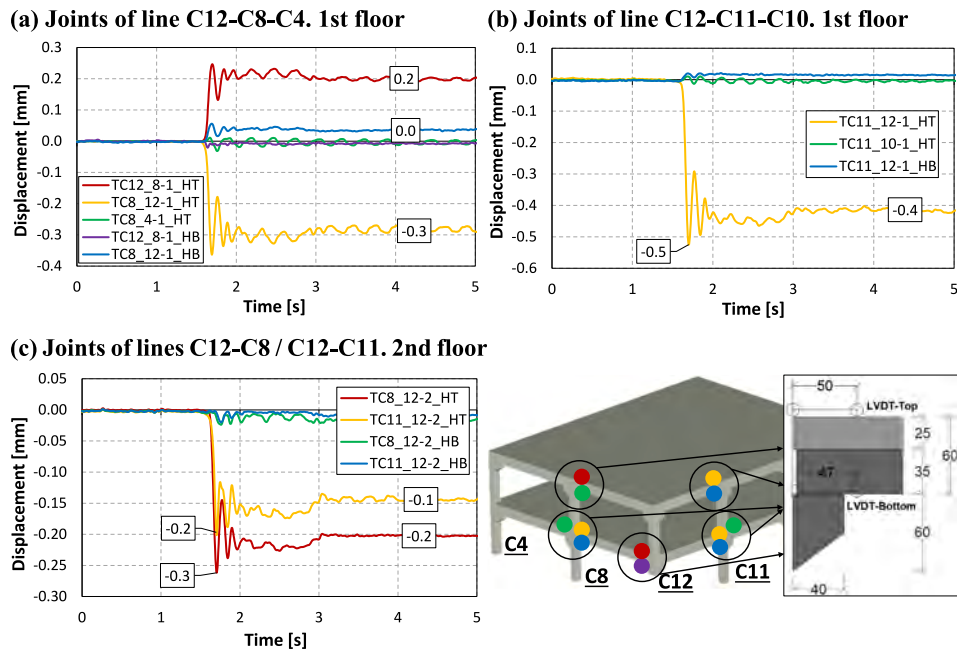 (a) Joints of line C12-C8-C4. 1st floor
Displacement [mm]
0.3
0.2
0.1
0.0
-0.1
-0.2
-0.3
-0.4
0.2
0.0
-0.3
TC12_8-1_HT
TC8_12-1_HT
TC8_4-1_HT
TC12_8-1_HB
TC8_12-1_HB
0 1 2 3 4 5
Time [s]
(b) Joints of line C12-C11-C10. 1st floor
Displacement [mm]
0.1
0.0
-0.1
-0.2
-0.3
-0.4
-0.5
-0.6
TC11_12-1_HT
TC11_10-1_HT
TC11_12-1_HB
-0.4
-0.5
0 1 2 3 4 5
Time [s]
(c) Joints of lines C12-C8 / C12-C11. 2nd floor
Displacement [mm]
0.05
0.00
-0.05
-0.10
-0.15
-0.20
-0.25
-0.30
TC8_12-2_HT
TC11_12-2_HT
TC8_12-2_HB
TC11_12-2_HB
-0.1
-0.2
-0.2
-0.3
0 1 2 3 4 5
Time [s]
C4
C8
C12
C11
50
LVDT-Top
25
60
35
47
LVDT-Bottom
60
40